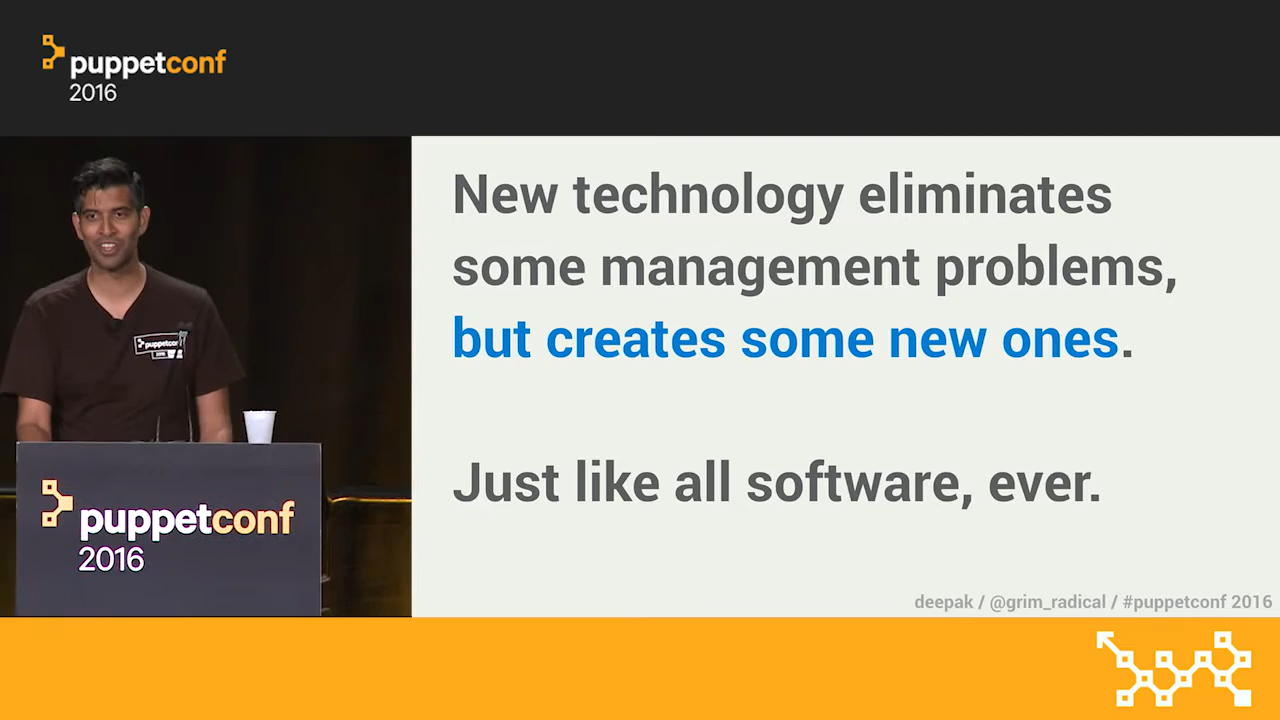 puppetconf
2016
New technology eliminates
some management problems,
but creates some new ones.
Just like all software, ever.
puppetconf
puppetconf
2016
deepak / @grim_radical / #puppetconf 2016